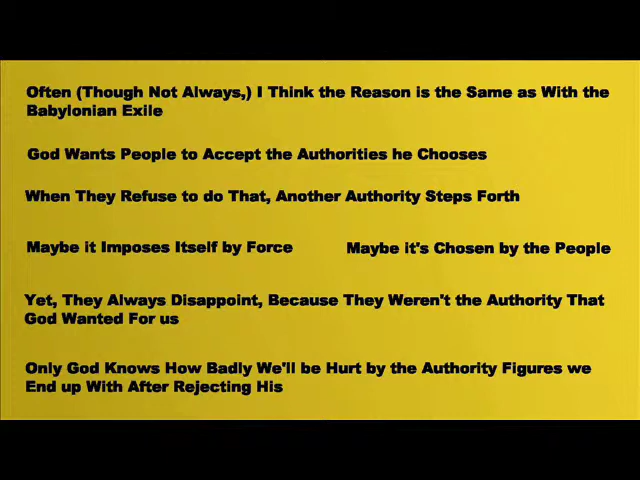 Often (Though Not Always,) I Think the Reason is the Same as With the
Babylonian Exile
God Wants People to Accept the Authorities he Chooses
When They Refuse to do That, Another Authority Steps Forth
Maybe it Imposes Itself by Force
Maybe it's Chosen by the People
Yet, They Always Disappoint, Because They Weren't the Authority That
God Wanted For us
Only God Knows How Badly We'll be Hurt by the Authority Figures we
End up With After Rejecting His